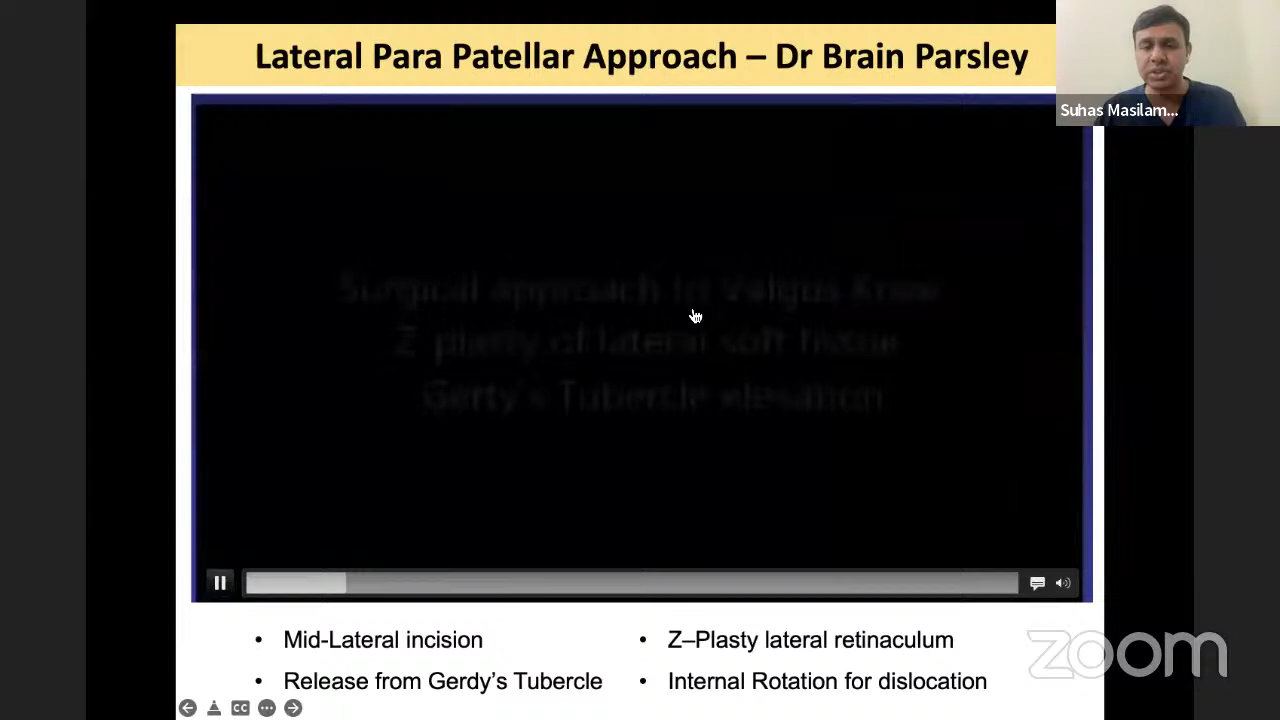 Lateral Para Patellar Approach – Dr Brain Parsley
Suhas Masilam...
Surgical approach to Valgus Knee
Z plasty of lateral soft tissue
Gerty's Tubercle elevation
• Mid-Lateral incision
• Release from Gerdy's Tubercle
• Z–Plasty lateral retinaculum
• Internal Rotation for dislocation
zoom
CC